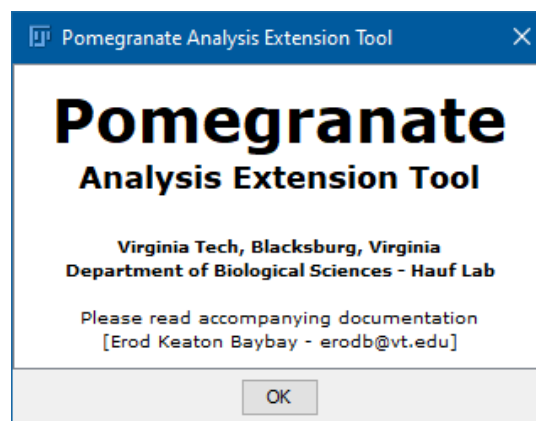 Pomegranate Analysis Extension Tool
Pomegranate
Analysis Extension Tool
Virginia Tech, Blacksburg, Virginia
Department of Biological Sciences - Hauf Lab
Please read accompanying documentation
[Erod Keaton Baybay - erodb@vt.edu]
OK